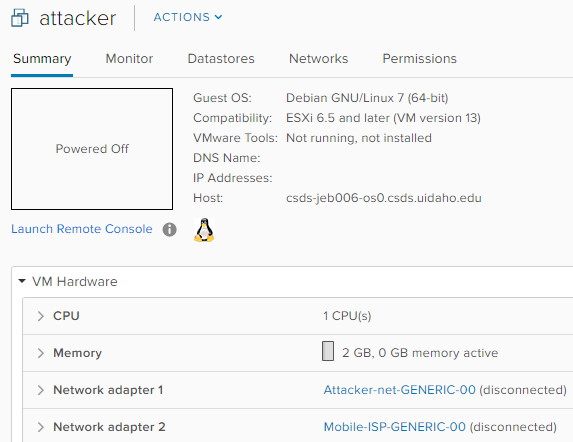 attacker ACTIONS
Summary Monitor Datastores Networks Permissions
Powered Off
Guest OS: Debian GNU/Linux 7 (64-bit)
Compatibility: ESXi 6.5 and later (VM version 13)
VMware Tools: Not running, not installed
DNS Name:
IP Addresses:
Host: csds-jeb006-os0.csds.uidaho.edu
Launch Remote Console
VM Hardware
CPU 1 CPU(s)
Memory 2 GB, 0 GB memory active
Network adapter 1 Attacker-net-GENERIC-00 (disconnected)
Network adapter 2 Mobile-ISP-GENERIC-00 (disconnected)